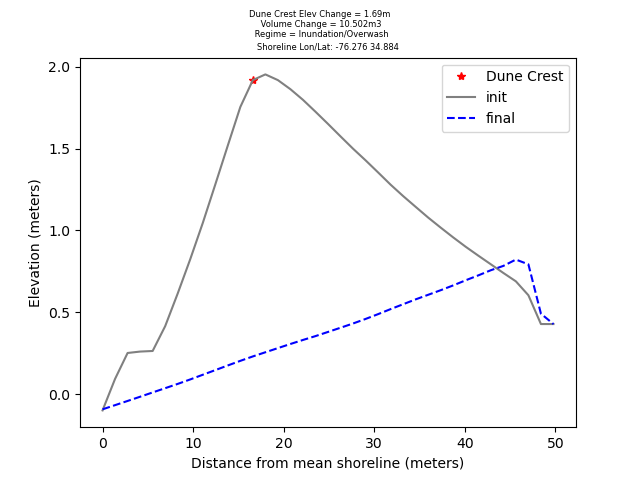 Dune Crest Elev Change = 1.69m
Volume Change = 10.502m3
Regime = Inundation/Overwash
Shoreline Lon/Lat: -76.276 34.884
Dune Crest
init
final
Elevation (meters)
2.0
1.5
1.0
0.5
0.0
0 10 20 30 40 50
Distance from mean shoreline (meters)